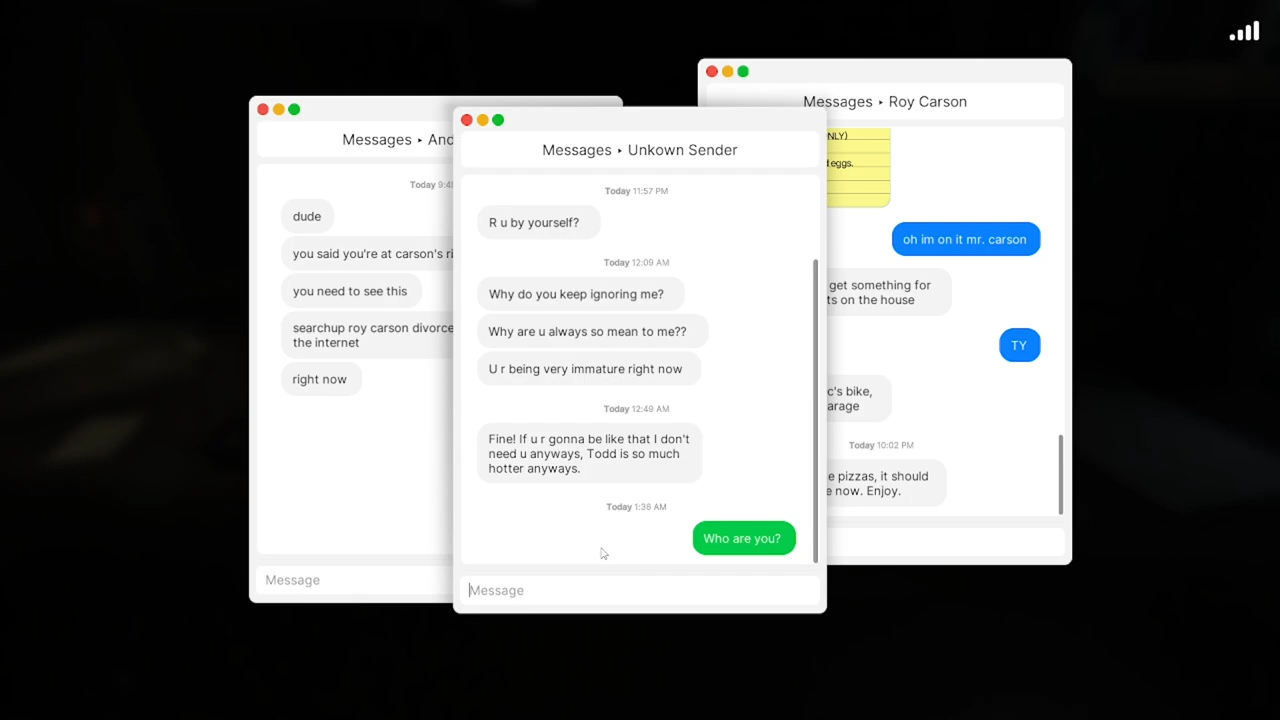 Messages ‣ And
Today 9:4
dude
you said you're at carson's
you need to see this
searchup roy carson divorce
the internet
right now
Message
Messages ‣ Unkown Sender
Today 11:57 PM
R u by yourself?
Today 12:09 AM
Why do you keep ignoring me?
Why are u always so mean to me??
U r being very immature right now
Today 12:49 AM
Fine! If u r gonna be like that I don't
need u anyways, Todd is so much
hotter anyways.
Today 1:36 AM
Who are you?
Message
Messages ‣ Roy Carson
NLY)
eggs.
oh im on it mr. carson
get something for
ts on the house
TY
c's bike,
arage
Today 10:02 PM
e pizzas, it should
e now. Enjoy.